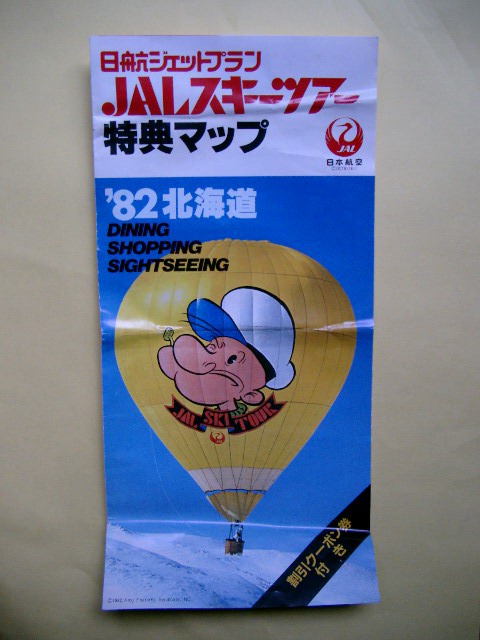 日航ジェットプラン
JALスキーツアー
特典マップ
JAL
日本航空
'82北海道
DINING
SHOPPING
SIGHTSEEING
JAL SKI TOUR
割引クーポン券
付き